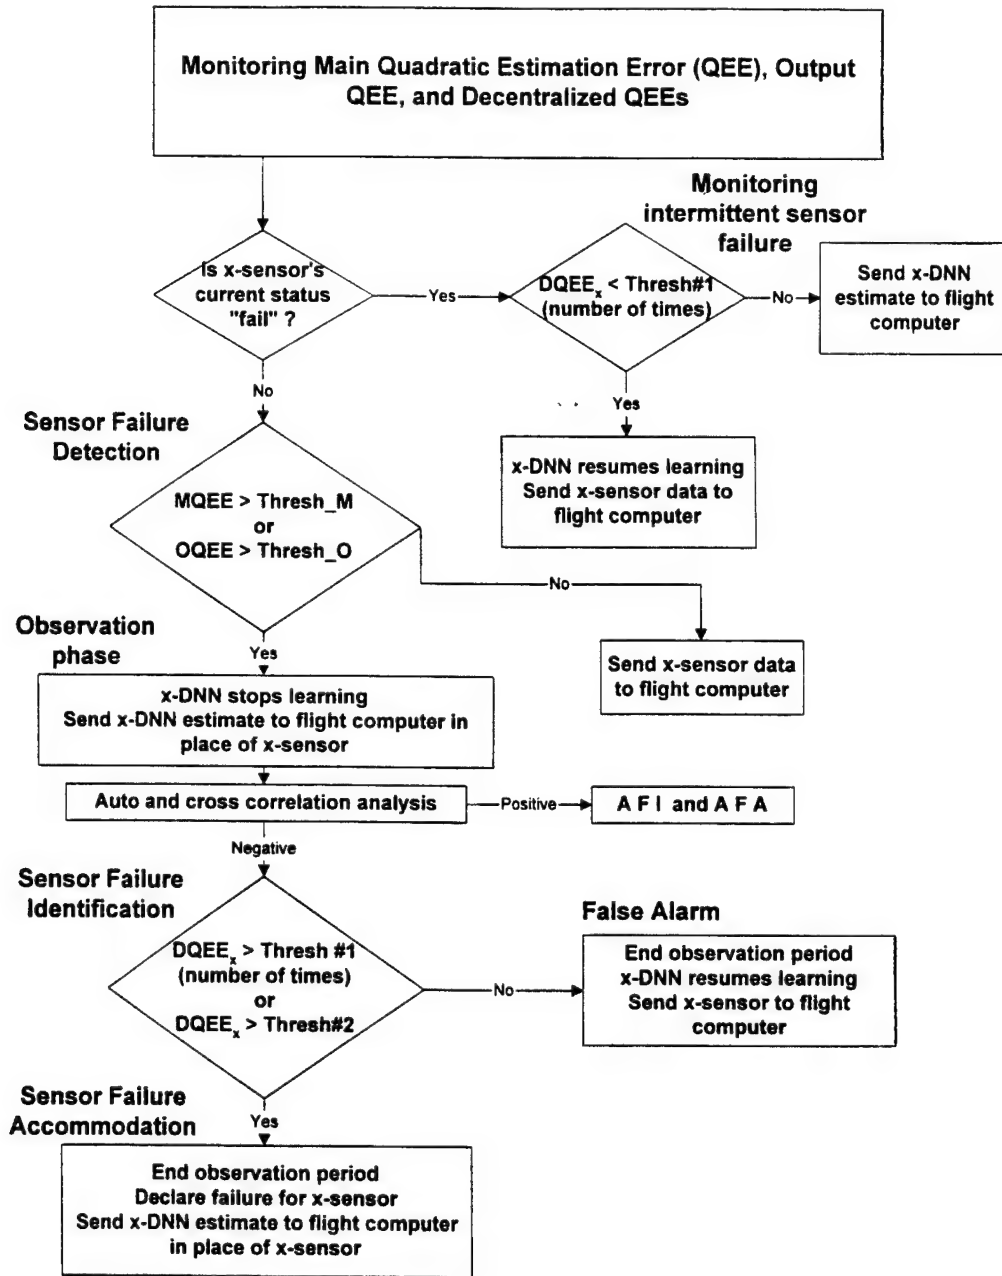 Monitoring Main Quadratic Estimation Error (QEE), Output
QEE, and Decentralized QEEs
Monitoring
intermittent sensor
failure
Is x-sensor's
current status
"fail" ?
Yes
DQEEx < Thresh#1
(number of times)
No
Send x-DNN
estimate to flight
computer
No
Yes
x-DNN resumes learning
Send x-sensor data to
flight computer
Sensor Failure
Detection
MQEE > Thresh_M
or
OQEE > Thresh_O
No
Send x-sensor data
to flight computer
Observation
phase
Yes
x-DNN stops learning
Send x-DNN estimate to flight computer in
place of x-sensor
Auto and cross correlation analysis
Positive
A F I and A F A
Negative
Sensor Failure
Identification
DQEEx > Thresh #1
(number of times)
or
DQEEx > Thresh#2
No
False Alarm
End observation period
x-DNN resumes learning
Send x-sensor to flight
computer
Sensor Failure
Accommodation
Yes
End observation period
Declare failure for x-sensor
Send x-DNN estimate to flight computer
in place of x-sensor